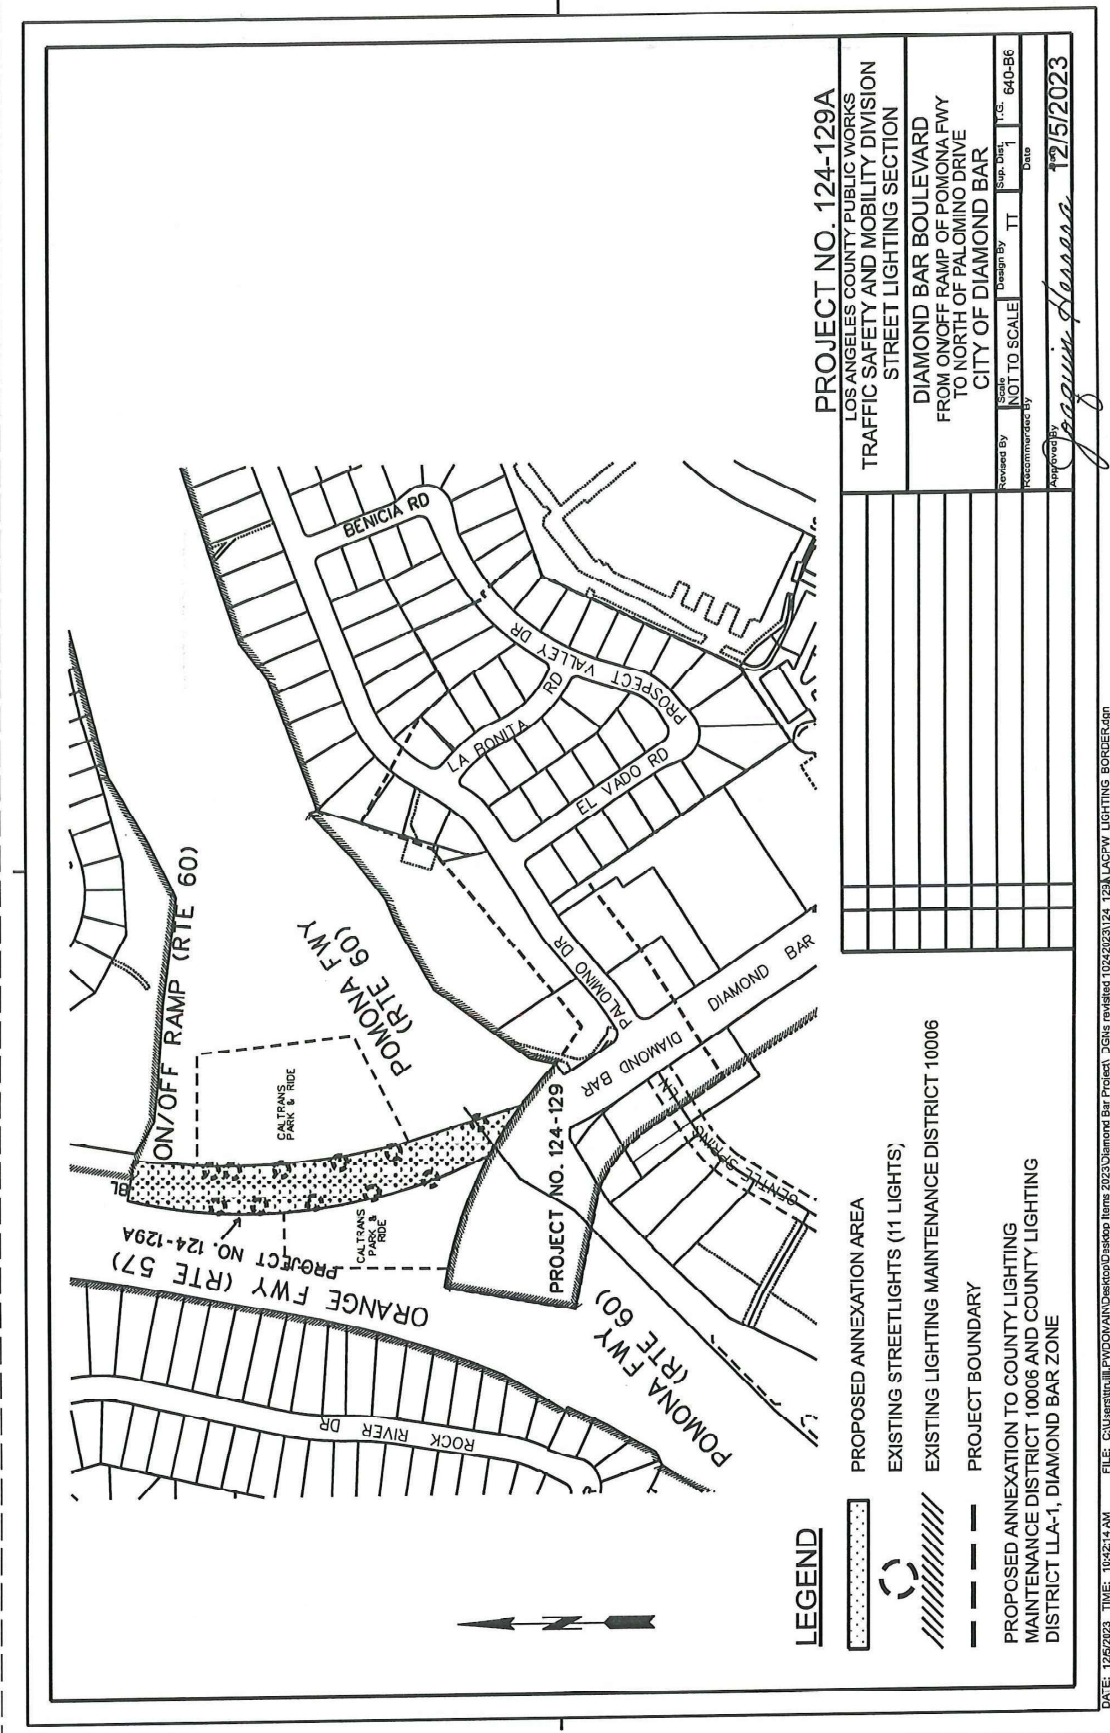 PROJECT NO. 124-129A
LOS ANGELES COUNTY PUBLIC WORKS
TRAFFIC SAFETY AND MOBILITY DIVISION
STREET LIGHTING SECTION
DIAMOND BAR BOULEVARD
FROM ON/OFF RAMP OF POMONA FWY
TO NORTH OF PALOMINO DRIVE
CITY OF DIAMOND BAR
Revised By
Scale
NOT TO SCALE
Design By
TT
Sup. Dist.
1
T.G.
640-B6
Recommended By
Date
Approved By
Joaquin Herrera
12/5/2023
ON/OFF RAMP (RTE 60)
POMONA FWY
(RTE 60)
CALTRANS
PARK & RIDE
BL
PROJECT NO. 124-129A
CALTRANS
PARK &
RIDE
ORANGE FWY (RTE 57)
ROCK RIVER DR
POMONA FWY
(RTE 60)
PROJECT NO. 124-129
BENICIA RD
PROSPECT VALLEY DR
LA BONITA RD
EL VADO RD
PALOMINO DR
DIAMOND BAR
DIAMOND BAR
GENTLE SPRING
LEGEND
PROPOSED ANNEXATION AREA
EXISTING STREETLIGHTS (11 LIGHTS)
EXISTING LIGHTING MAINTENANCE DISTRICT 10006
PROJECT BOUNDARY
PROPOSED ANNEXATION TO COUNTY LIGHTING
MAINTENANCE DISTRICT 10006 AND COUNTY LIGHTING
DISTRICT LLA-1, DIAMOND BAR ZONE
DATE: 12/5/2023 TIME: 10:42:14 AM FILE: